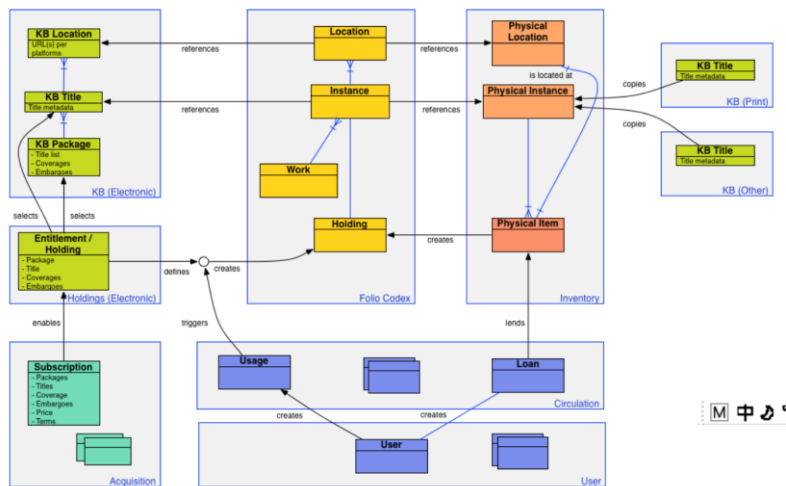 KB Location
URL(s) per
platforms
references
Location
references
Physical
Location
is located at
KB Title
Title metadata
references
Instance
references
Physical Instance
copies
KB Title
Title metadata
KB (Print)
copies
KB Title
Title metadata
KB (Other)
KB Package
- Title list
- Coverages
- Embargoes
KB (Electronic)
Work
selects
selects
Entitlement /
Holding
- Package
- Title
- Coverages
- Embargoes
Holdings (Electronic)
defines
creates
Holding
creates
Physical Item
Folio Codex
Inventory
enables
triggers
lends
Subscription
- Packages
- Titles
- Coverage
- Embargoes
- Price
- Terms
Acquisition
Usage
Loan
Circulation
creates
creates
User
User
M 中